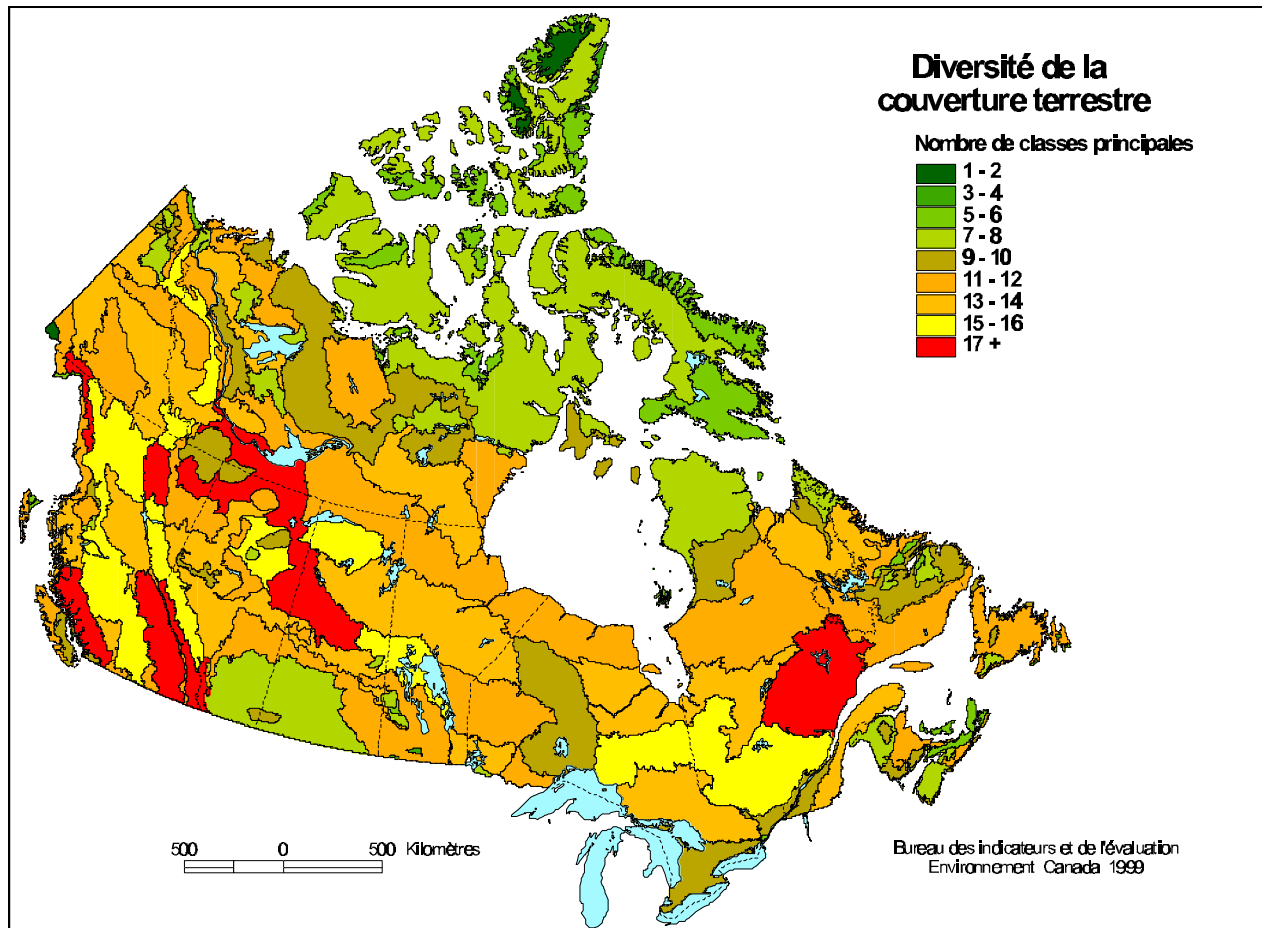 Diversité de la
couverture terrestre
Nombre de classes principales
1 - 2
3 - 4
5 - 6
7 - 8
9 - 10
11 - 12
13 - 14
15 - 16
17 +
500 0 500 Kilomètres
Bureau des indicateurs et de l'évaluation
Environnement Canada 1999